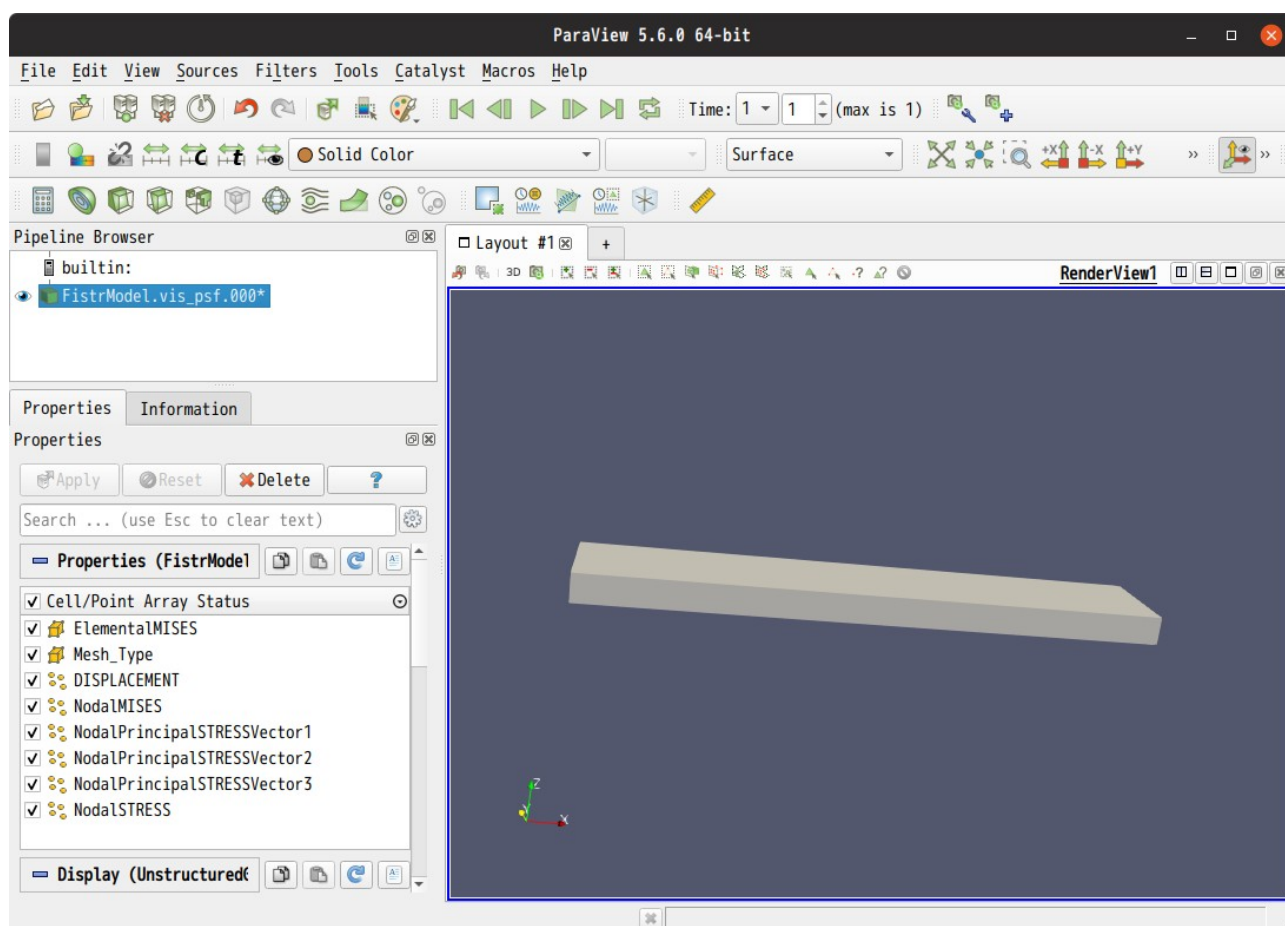 ParaView 5.6.0 64-bit
File Edit View Sources Filters Tools Catalyst Macros Help
Time: 1 1 (max is 1)
Solid Color Surface +X -X +Y »  »
Pipeline Browser
builtin:
FistrModel.vis_psf.000*
Properties Information
Properties
Apply Reset Delete ?
Search ... (use Esc to clear text)
Properties (FistrModel
Cell/Point Array Status
ElementalMISES
Mesh_Type
DISPLACEMENT
NodalMISES
NodalPrincipalSTRESSVector1
NodalPrincipalSTRESSVector2
NodalPrincipalSTRESSVector3
NodalSTRESS
Display (Unstructured
Layout #1 +
3D RenderView1
Z
Y
X